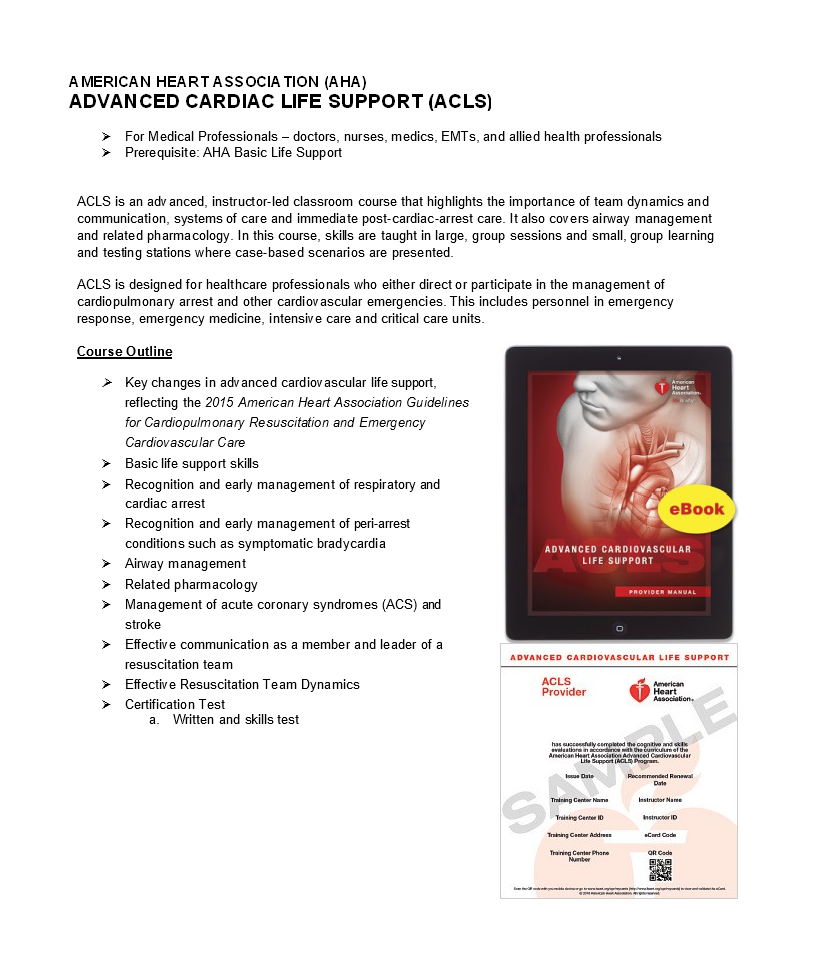 AMERICAN HEART ASSOCIATION (AHA)
ADVANCED CARDIAC LIFE SUPPORT (ACLS)
➢ For Medical Professionals – doctors, nurses, medics, EMTs, and allied health professionals
➢ Prerequisite: AHA Basic Life Support
ACLS is an advanced, instructor-led classroom course that highlights the importance of team dynamics and
communication, systems of care and immediate post-cardiac-arrest care. It also covers airway management
and related pharmacology. In this course, skills are taught in large, group sessions and small, group learning
and testing stations where case-based scenarios are presented.
ACLS is designed for healthcare professionals who either direct or participate in the management of
cardiopulmonary arrest and other cardiovascular emergencies. This includes personnel in emergency
response, emergency medicine, intensive care and critical care units.
Course Outline
➢ Key changes in advanced cardiovascular life support,
reflecting the 2015 American Heart Association Guidelines
for Cardiopulmonary Resuscitation and Emergency
Cardiovascular Care
➢ Basic life support skills
➢ Recognition and early management of respiratory and
cardiac arrest
➢ Recognition and early management of peri-arrest
conditions such as symptomatic bradycardia
➢ Airway management
➢ Related pharmacology
➢ Management of acute coronary syndromes (ACS) and
stroke
➢ Effective communication as a member and leader of a
resuscitation team
➢ Effective Resuscitation Team Dynamics
➢ Certification Test
a. Written and skills test
American
Heart
Association®
eBook
ACLS
ADVANCED CARDIOVASCULAR
LIFE SUPPORT
PROVIDER MANUAL
ADVANCED CARDIOVASCULAR LIFE SUPPORT
ACLS
Provider
American
Heart
Association®
SAMPLE
has successfully completed the cognitive and skills
evaluations in accordance with the curriculum of the
American Heart Association Advanced Cardiovascular
Life Support (ACLS) Program.
Issue Date
Recommended Renewal
Date
Training Center Name
Instructor Name
Training Center ID
Instructor ID
Training Center Address
eCard Code
Training Center Phone
Number
QR Code